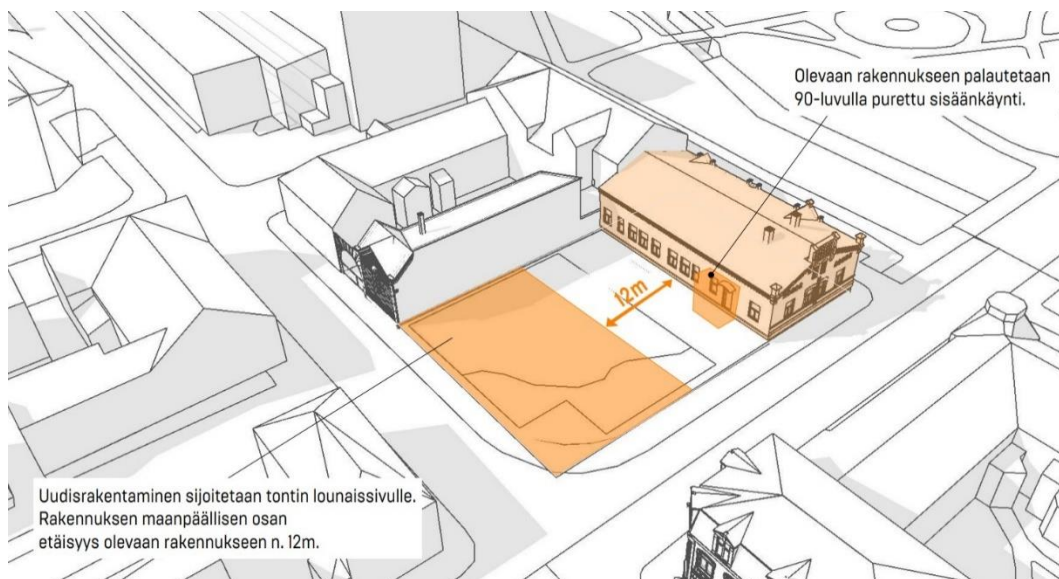 Olevaan rakennukseen palautetaan
90-luvulla purettu sisäänkäynti.
12m
Uudisrakentaminen sijoitetaan tontin lounaissivulle.
Rakennuksen maanpäällisen osan
etäisyys olevaan rakennukseen n. 12m.